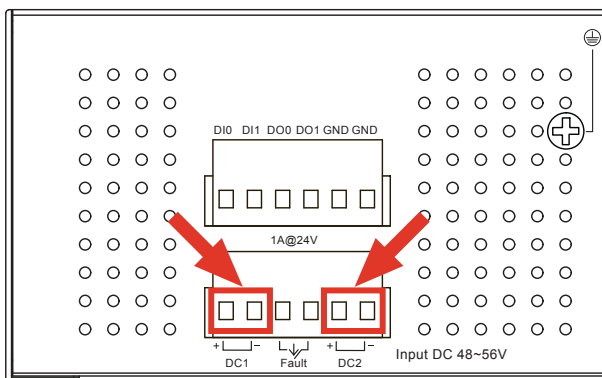 DI0 DI1 DO0 DO1 GND GND
1A@24V
+ − + −
DC1 Fault DC2
Input DC 48~56V